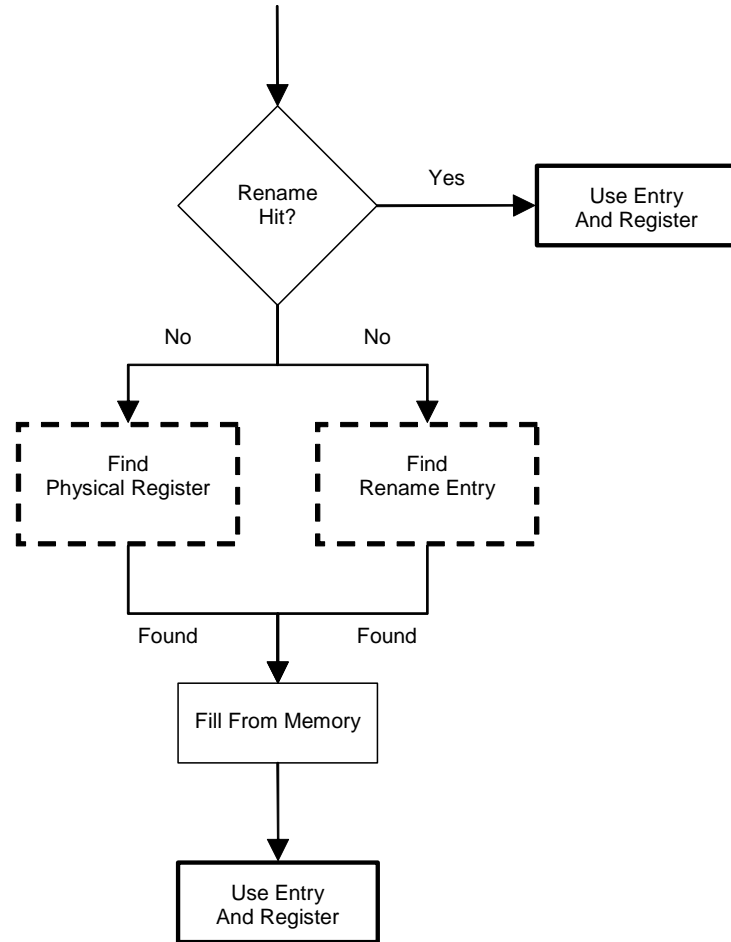 Rename
Hit?
Yes
Use Entry
And Register
No
No
Find
Physical Register
Find
Rename Entry
Found
Found
Fill From Memory
Use Entry
And Register